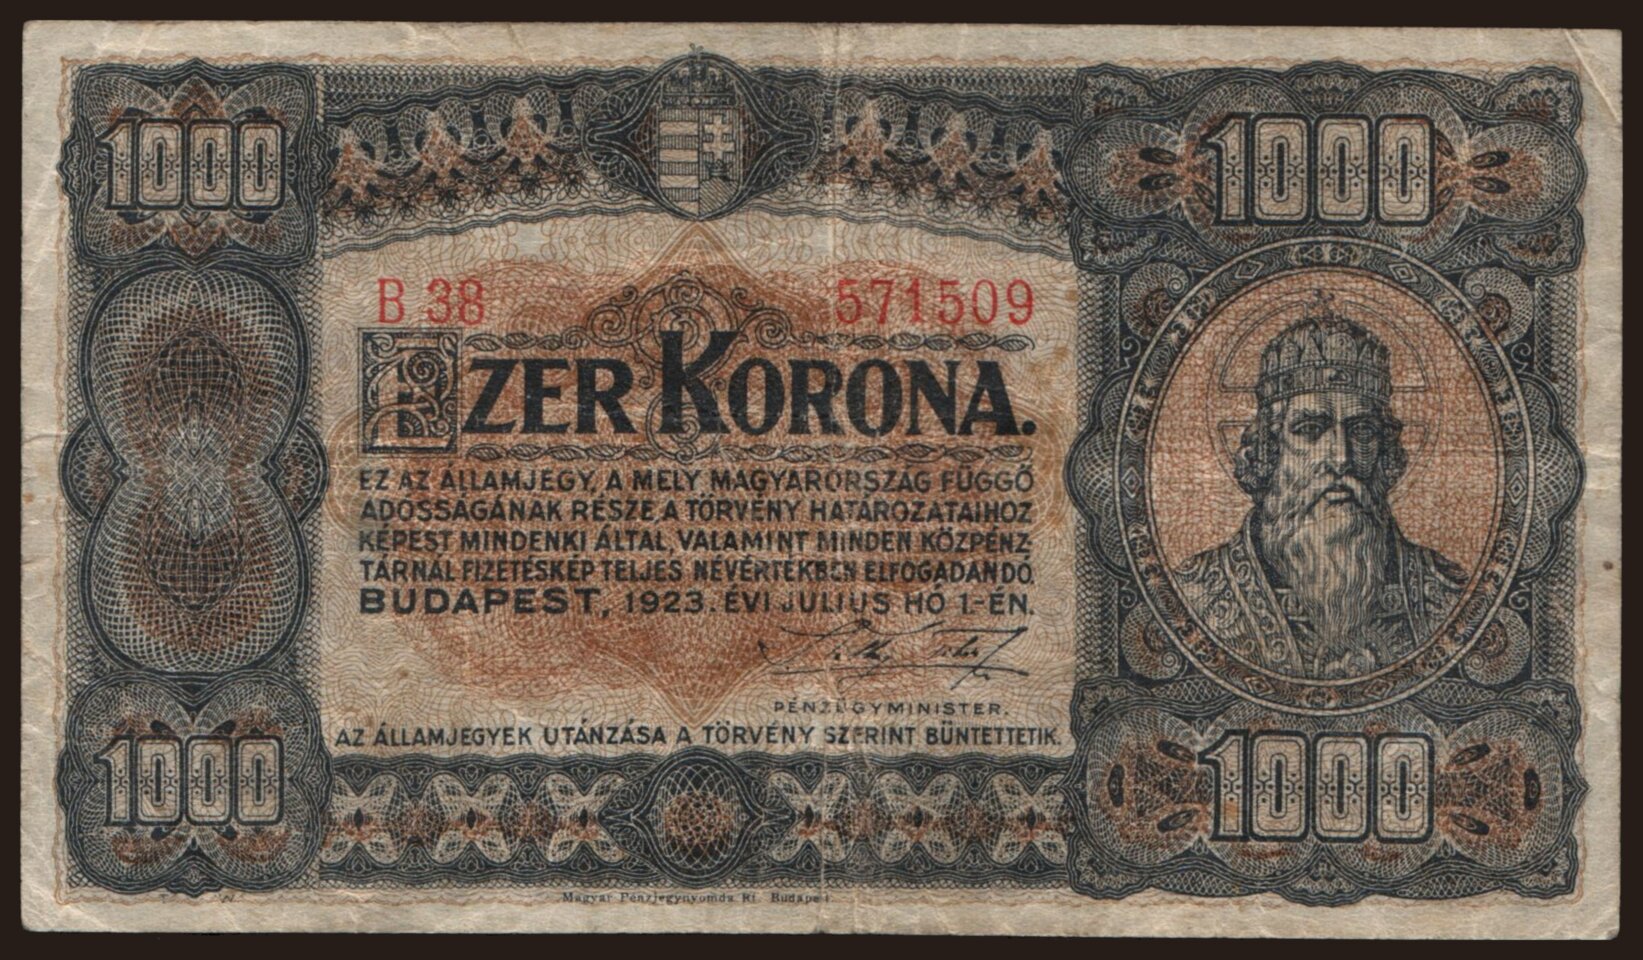 1000
1000
B 38 571509
EZER KORONA.
EZ AZ ÁLLAMJEGY, A MELY MAGYARORSZÁG FÜGGŐ
ADÓSSÁGÁNAK RÉSZE, A TÖRVÉNY HATÁROZATAIHOZ
KÉPEST MINDENKI ÁLTAL, VALAMINT MINDEN KÖZPÉNZ-
TÁRNÁL FIZETÉSKÉP TELJES NÉVÉRTÉKBEN ELFOGADANDÓ.
BUDAPEST, 1923. ÉVI JULIUS HÓ 1.-ÉN.
PÉNZÜGYMINISTER.
AZ ÁLLAMJEGYEK UTÁNZÁSA A TÖRVÉNY SZERINT BÜNTETTETIK.
1000
1000
Magyar Pénzjegynyomda Rt. Budapest.